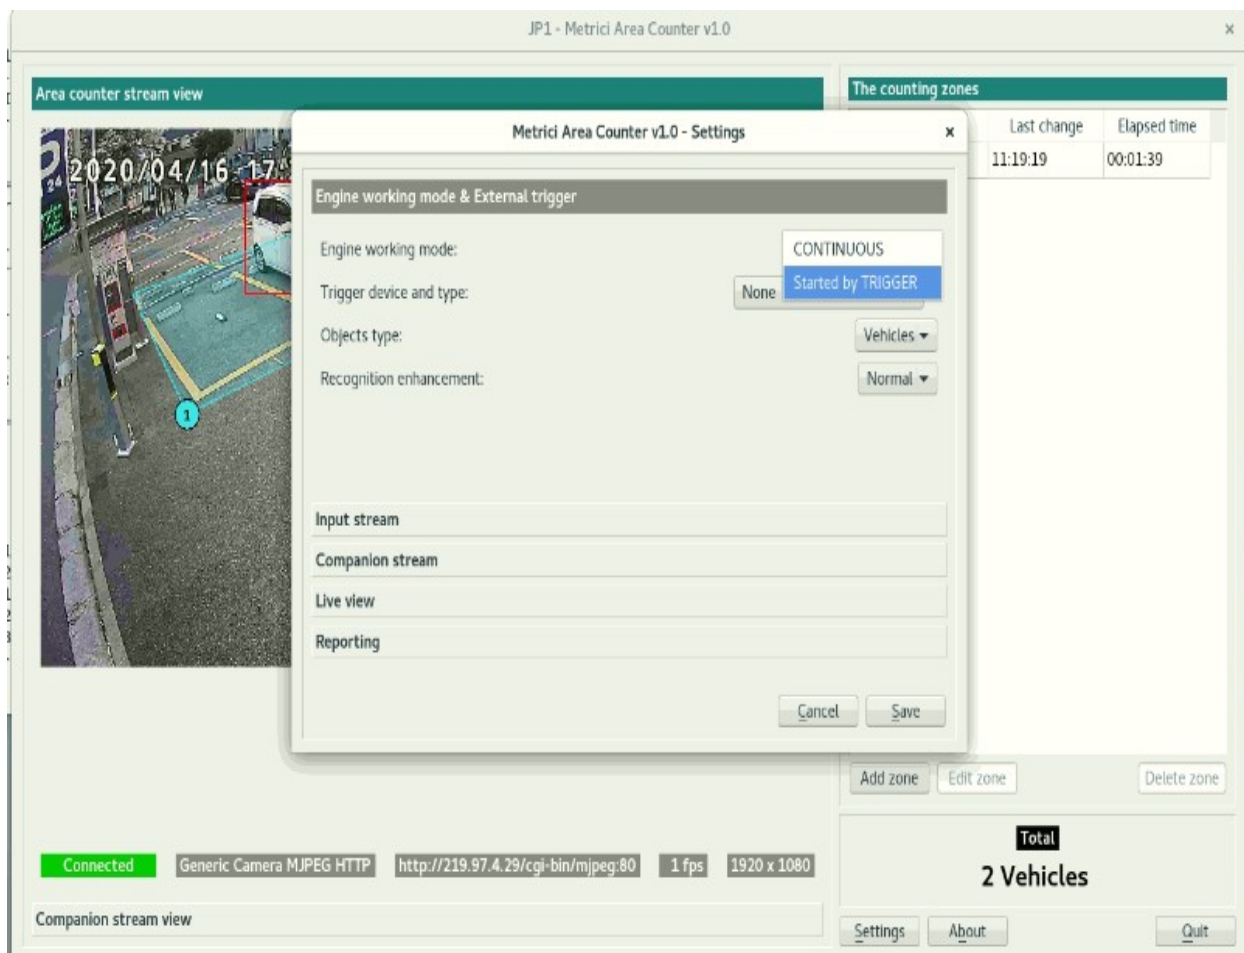 JP1 - Metrici Area Counter v1.0
x
Area counter stream view
The counting zones
Last change Elapsed time
11:19:19 00:01:39
2020/04/16 17
24
1
Metrici Area Counter v1.0 - Settings
x
Engine working mode & External trigger
Engine working mode:
CONTINUOUS
Started by TRIGGER
Trigger device and type:
None
Objects type:
Vehicles
Recognition enhancement:
Normal
Input stream
Companion stream
Live view
Reporting
Cancel Save
Add zone Edit zone Delete zone
Total
2 Vehicles
Connected Generic Camera MJPEG HTTP http://219.97.4.29/cgi-bin/mjpeg:80 1 fps 1920 x 1080
Companion stream view
Settings About Quit